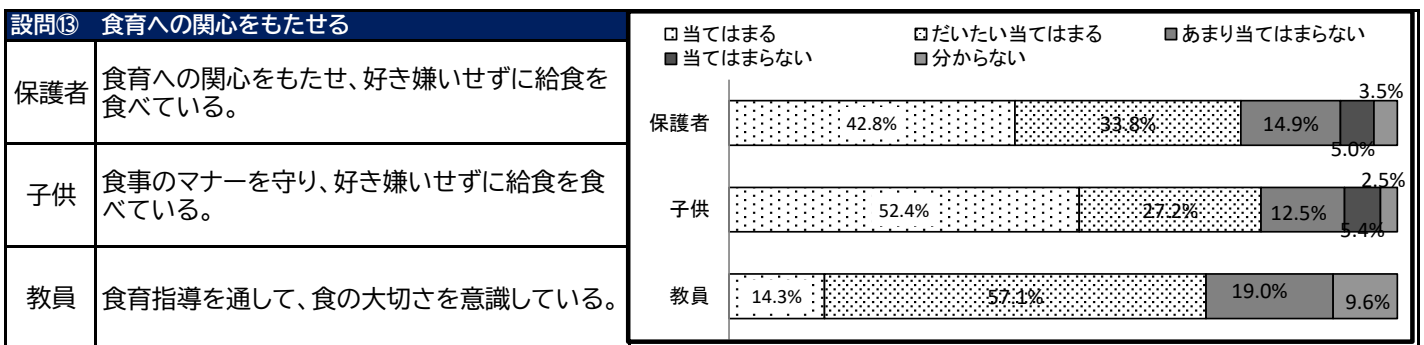 設問⑬ 食育への関心をもたせる
保護者
食育への関心をもたせ、好き嫌いせずに給食を
食べている。
子供
食事のマナーを守り、好き嫌いせずに給食を食
べている。
教員
食育指導を通して、食の大切さを意識している。
当てはまる だいたい当てはまる あまり当てはまらない
当てはまらない 分からない
保護者 42.8% 33.8% 14.9% 5.0% 3.5%
子供 52.4% 27.2% 12.5% 5.4% 2.5%
教員 14.3% 57.1% 19.0% 9.6%